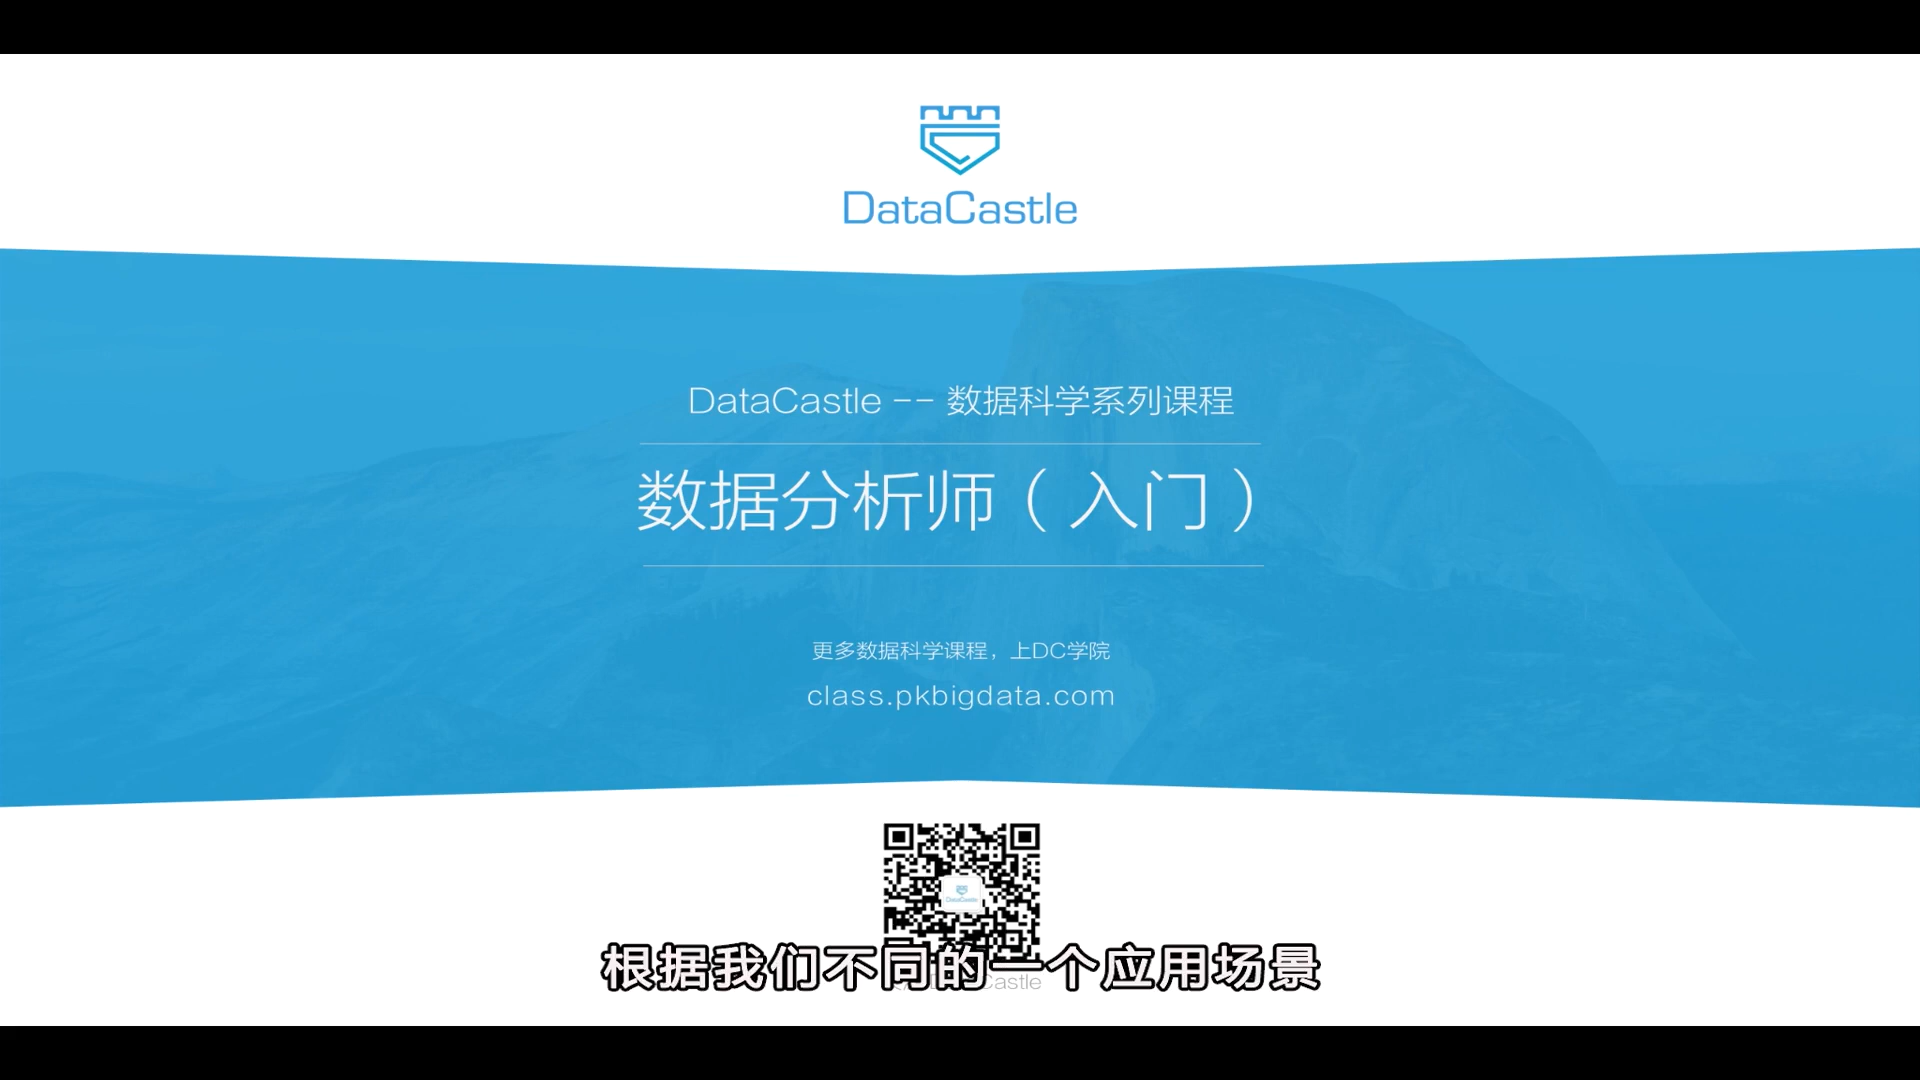 DataCastle
DataCastle -- 数据科学系列课程
数据分析师（入门）
更多数据科学课程，上DC学院
class.pkbigdata.com
根据我们不同的一个应用场景